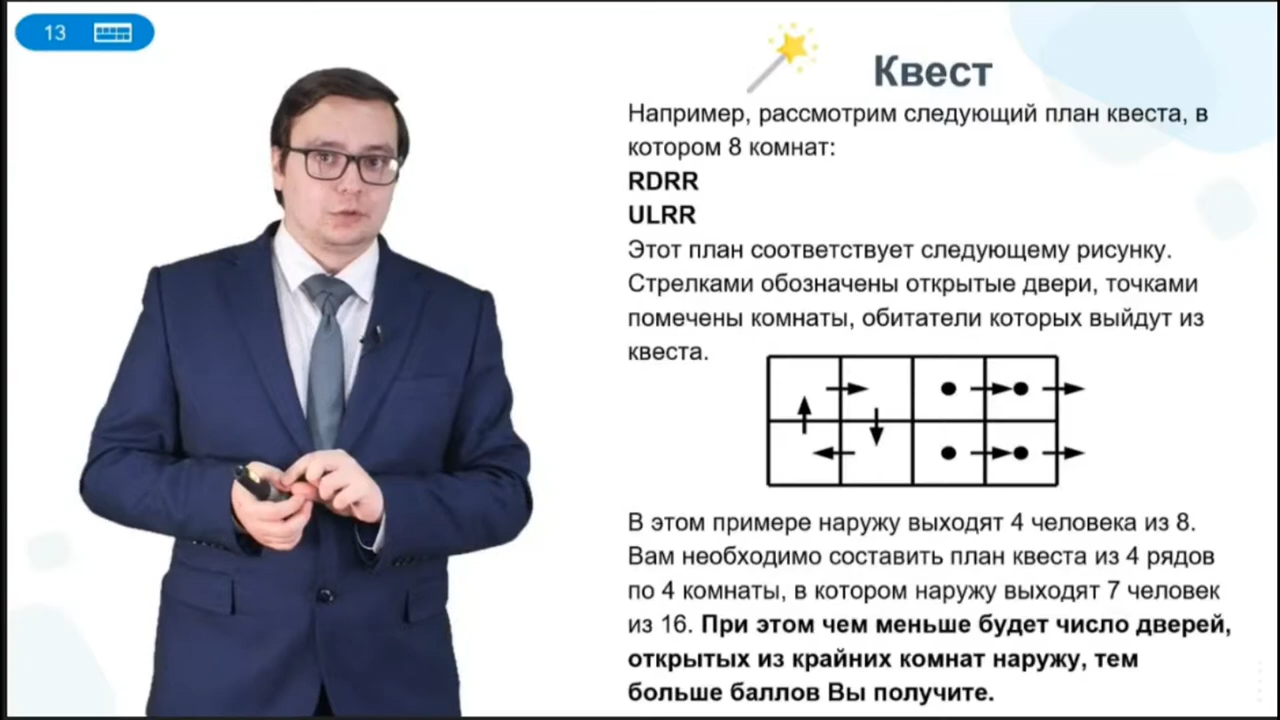 13
Квест
Например, рассмотрим следующий план квеста, в
котором 8 комнат:
RDRR
ULRR
Этот план соответствует следующему рисунку.
Стрелками обозначены открытые двери, точками
помечены комнаты, обитатели которых выйдут из
квеста.
В этом примере наружу выходят 4 человека из 8.
Вам необходимо составить план квеста из 4 рядов
по 4 комнаты, в котором наружу выходят 7 человек
из 16. При этом чем меньше будет число дверей,
открытых из крайних комнат наружу, тем
больше баллов Вы получите.